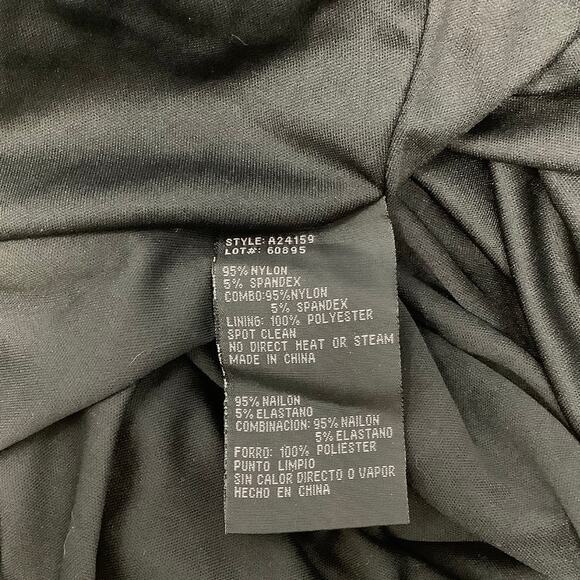 STYLE: A24159
LOT#: 60895
95% NYLON
5% SPANDEX
COMBO: 95% NYLON
5% SPANDEX
LINING: 100% POLYESTER
SPOT CLEAN
NO DIRECT HEAT OR STEAM
MADE IN CHINA
95% NAILON
5% ELASTANO
COMBINACION: 95% NAILON
5% ELASTANO
FORRO: 100% POLIESTER
PUNTO LIMPIO
SIN CALOR DIRECTO O VAPOR
HECHO EN CHINA